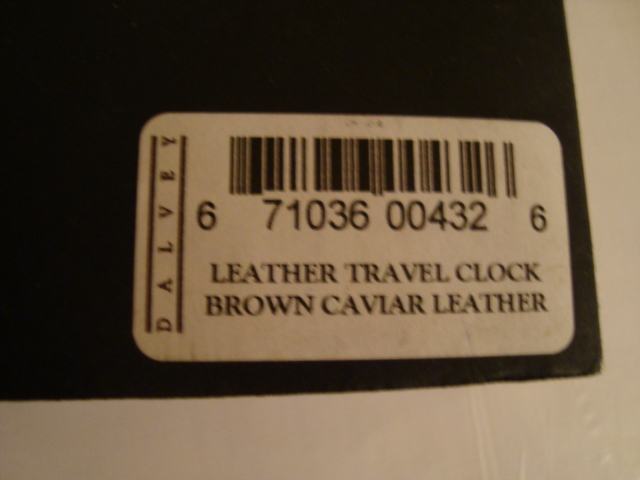 DALVEY
6 71036 00432 6
LEATHER TRAVEL CLOCK
BROWN CAVIAR LEATHER